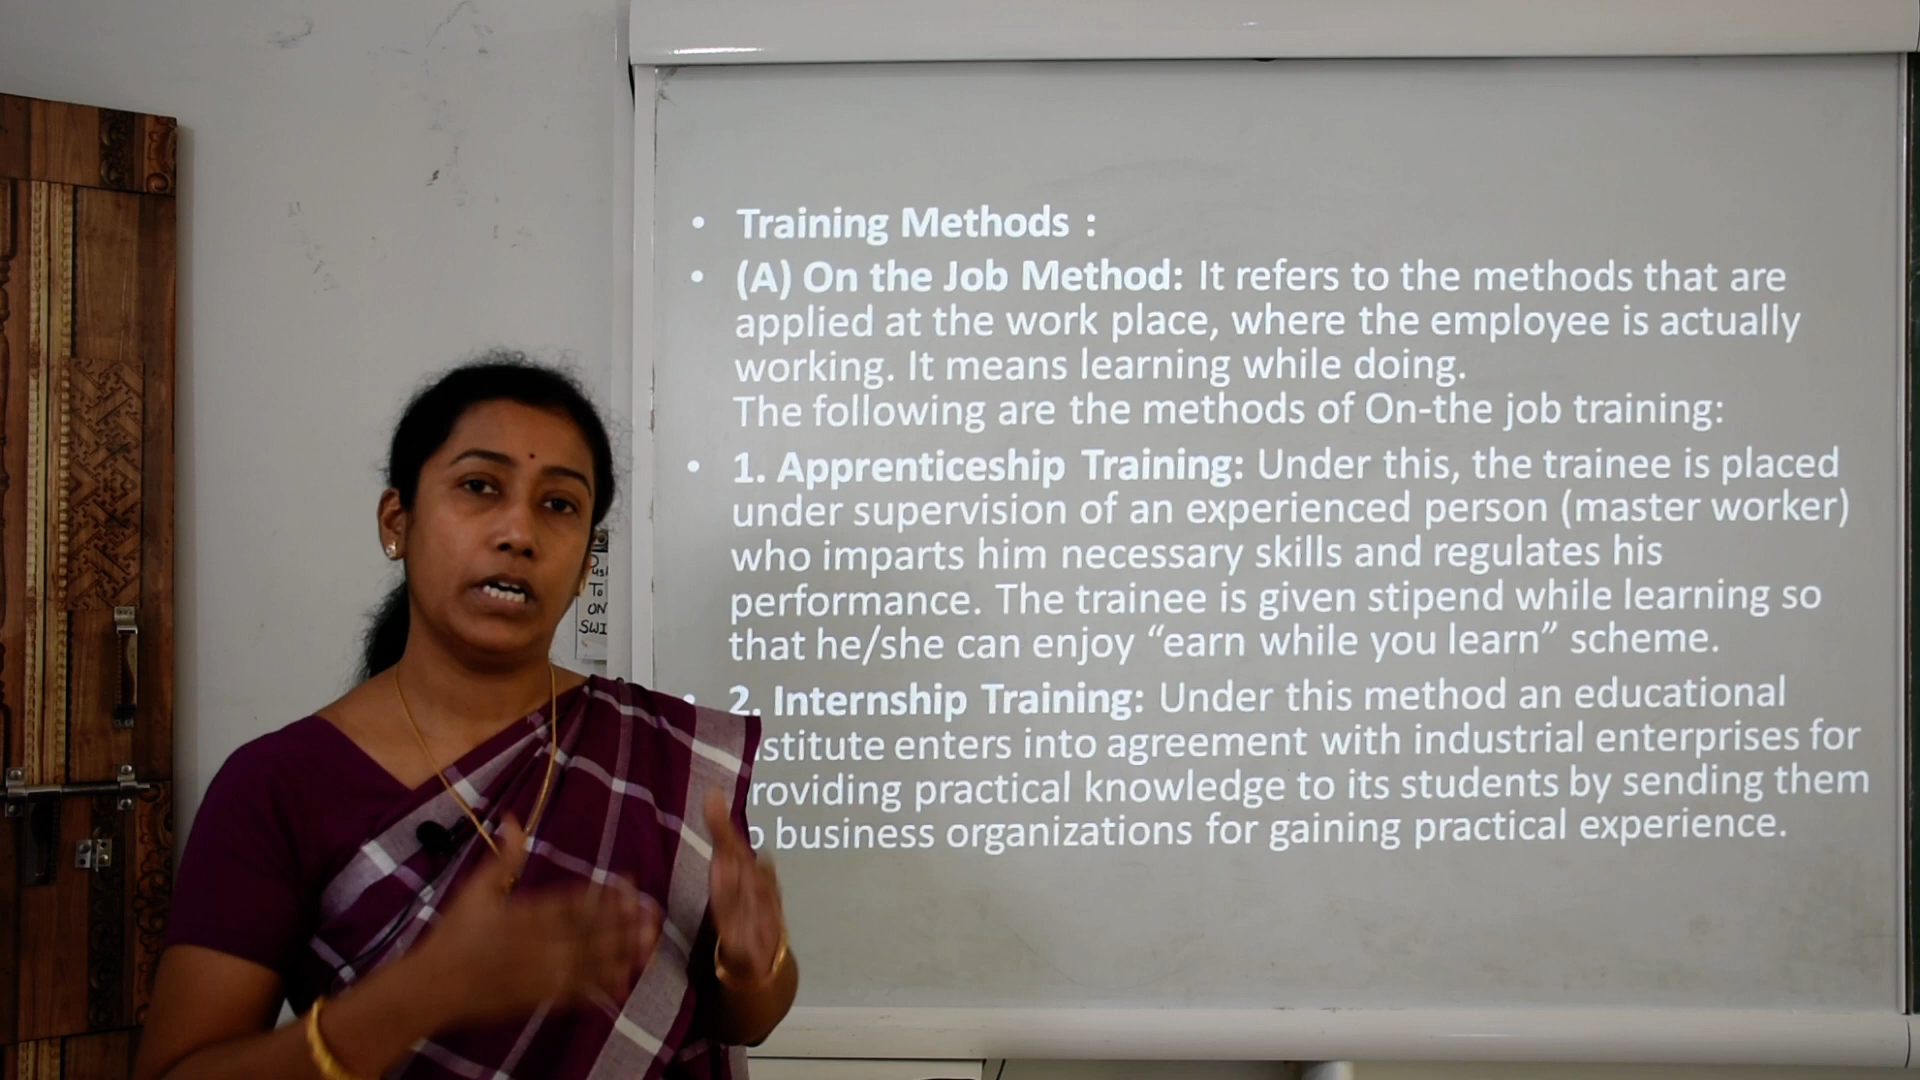 • Training Methods :
• (A) On the Job Method: It refers to the methods that are
applied at the work place, where the employee is actually
working. It means learning while doing.
The following are the methods of On-the job training:
• 1. Apprenticeship Training: Under this, the trainee is placed
under supervision of an experienced person (master worker)
who imparts him necessary skills and regulates his
performance. The trainee is given stipend while learning so
that he/she can enjoy “earn while you learn” scheme.
• 2. Internship Training: Under this method an educational
stitute enters into agreement with industrial enterprises for
roviding practical knowledge to its students by sending them
business organizations for gaining practical experience.
To
ON
SWI